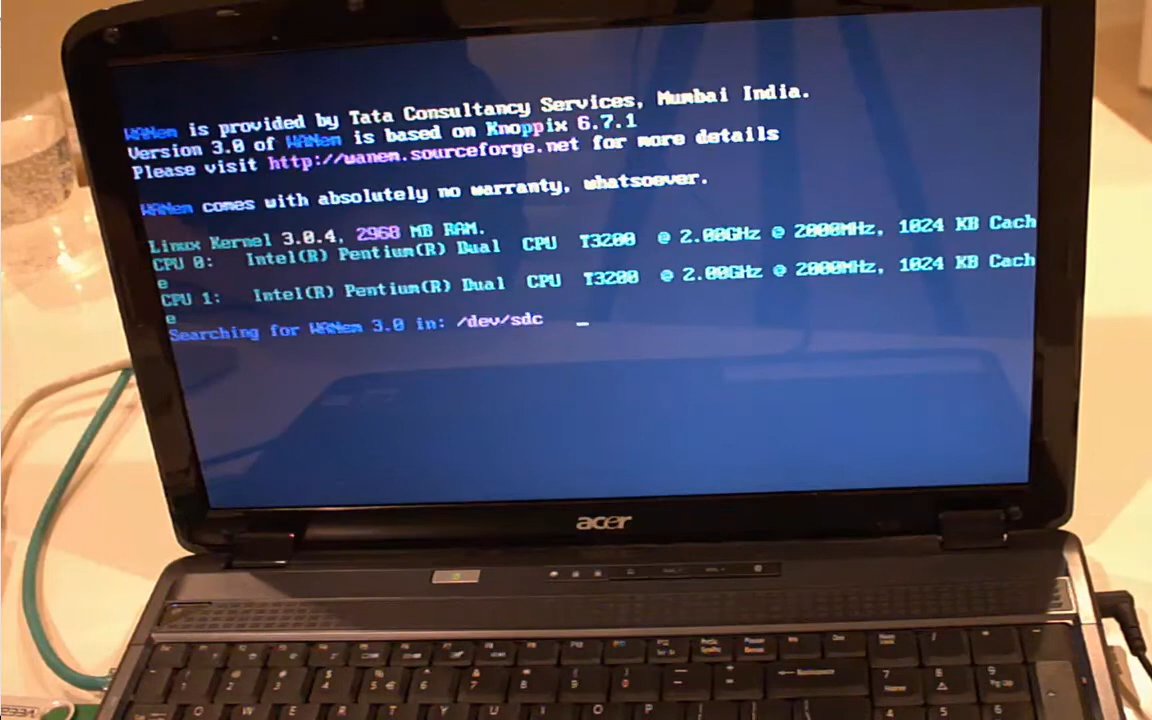 WANem is provided by Tata Consultancy Services, Mumbai India.
Version 3.0 of WANem is based on Knoppix 6.7.1
Please visit http://wanem.sourceforge.net for more details
WANem comes with absolutely no warranty, whatsoever.
Linux Kernel 3.0.4, 2968 MB RAM.
CPU 0: Intel(R) Pentium(R) Dual CPU T3200 @ 2.00GHz @ 2000MHz, 1024 KB Cach
e
CPU 1: Intel(R) Pentium(R) Dual CPU T3200 @ 2.00GHz @ 2000MHz, 1024 KB Cach
e
Searching for WANem 3.0 in: /dev/sdc _
acer